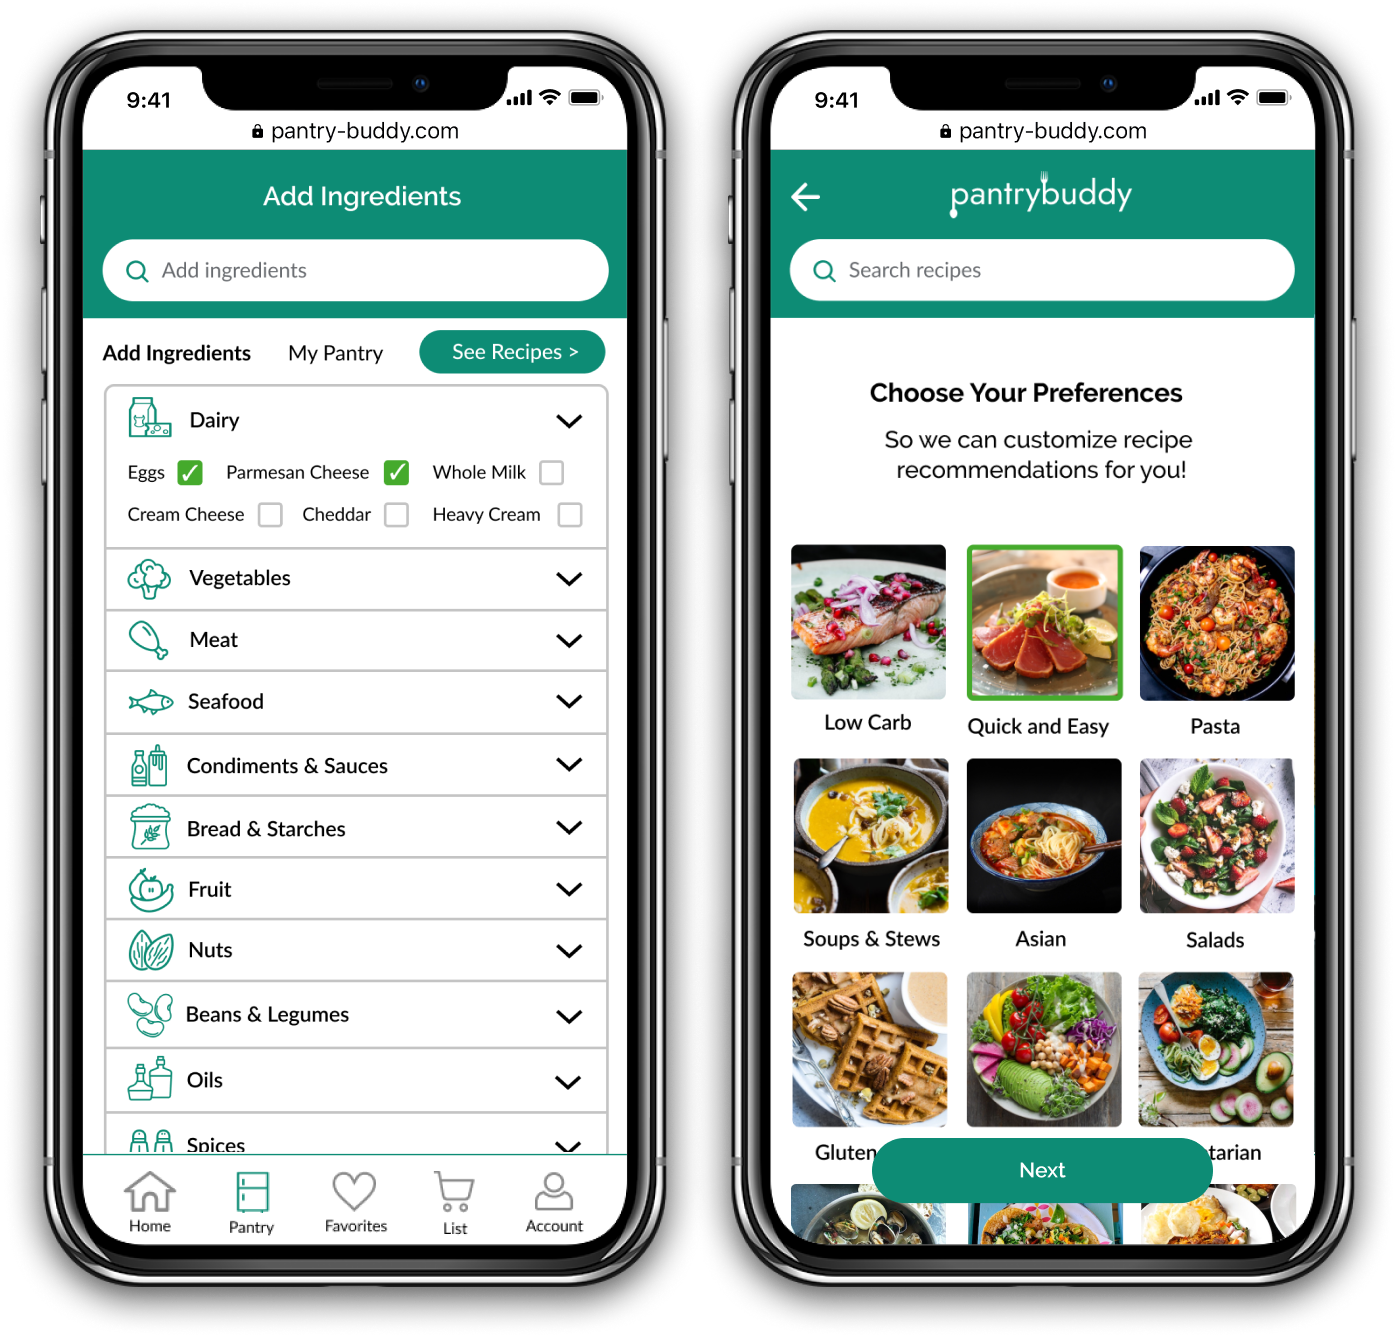 9:41
pantry-buddy.com
Add Ingredients
Add ingredients
Add Ingredients My Pantry See Recipes >
Dairy
Eggs Parmesan Cheese Whole Milk
Cream Cheese Cheddar Heavy Cream
Vegetables
Meat
Seafood
Condiments & Sauces
Bread & Starches
Fruit
Nuts
Beans & Legumes
Oils
Spices
Home Pantry Favorites List Account
9:41
pantry-buddy.com
pantrybuddy
Search recipes
Choose Your Preferences
So we can customize recipe
recommendations for you!
Low Carb Quick and Easy Pasta
Soups & Stews Asian Salads
Gluten tarian
Next